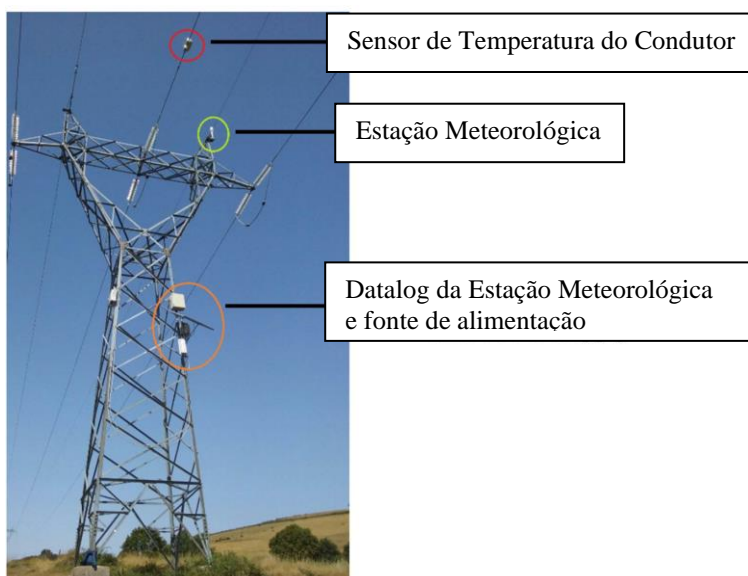 Sensor de Temperatura do Condutor
Estação Meteorológica
Datalog da Estação Meteorológica
e fonte de alimentação